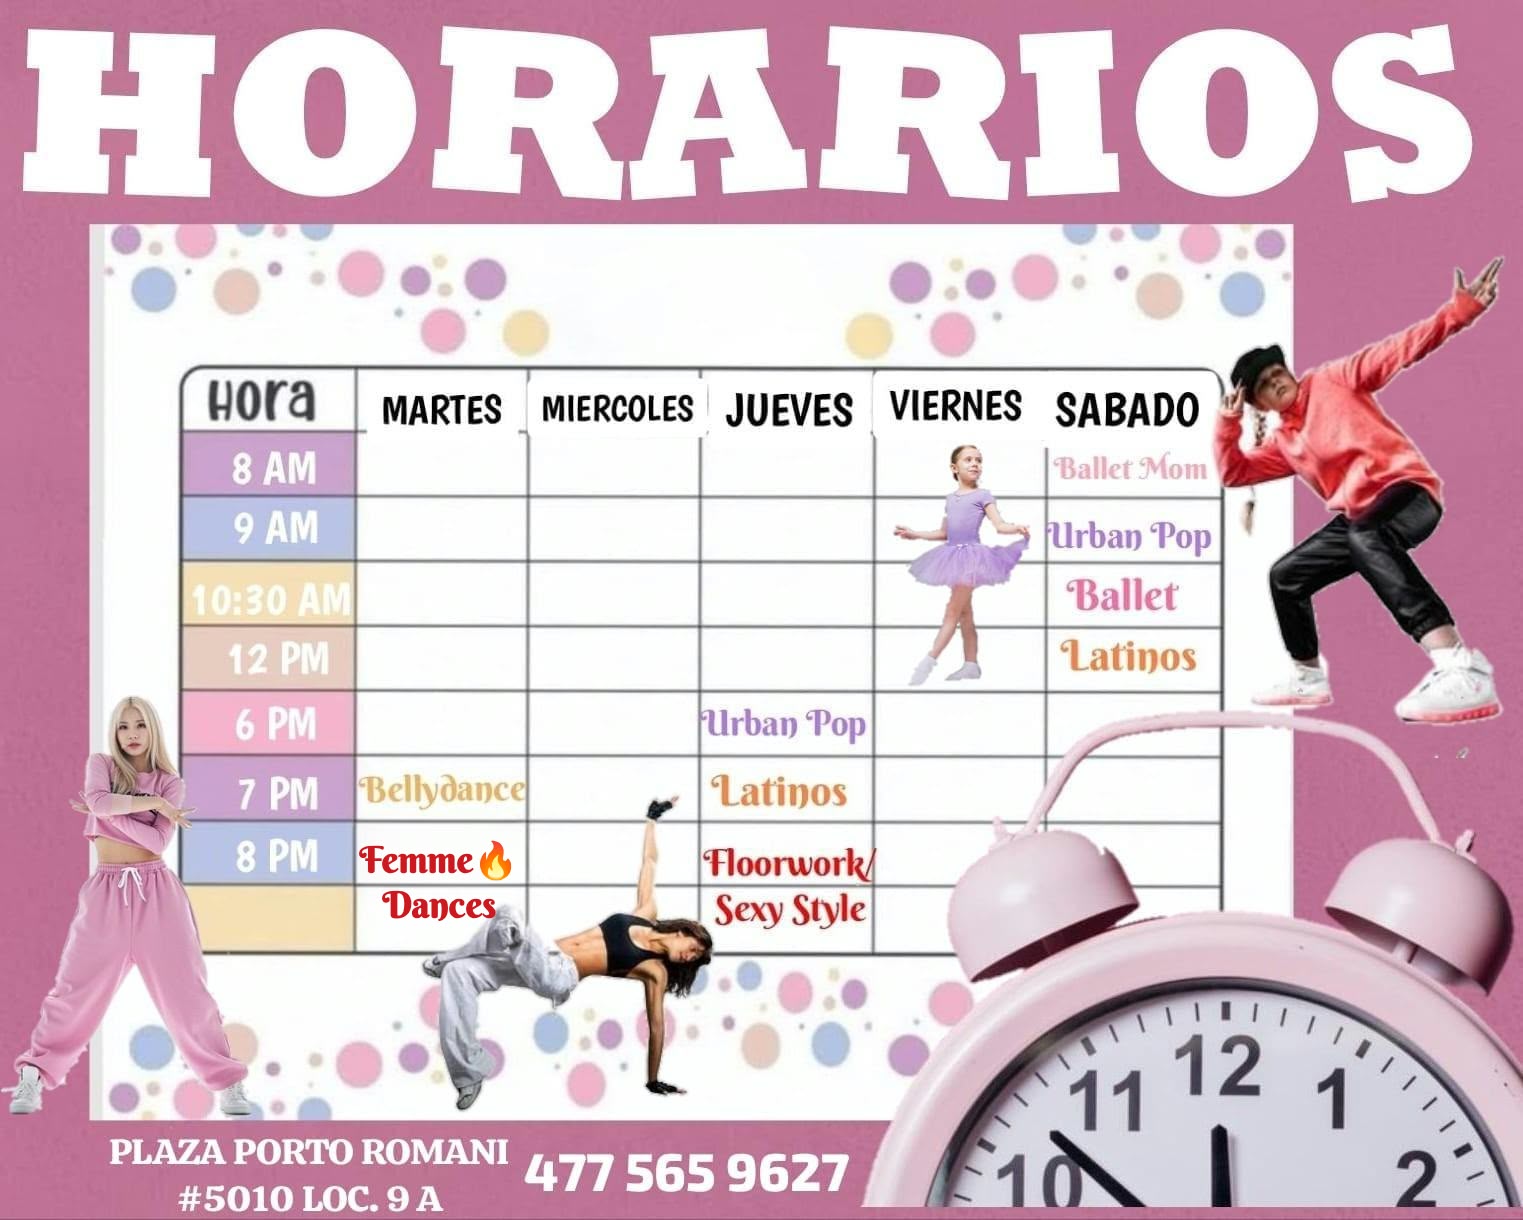 HORARIOS
Hora MARTES MIERCOLES JUEVES VIERNES SABADO
8 AM Ballet Mom
9 AM Urban Pop
10:30 AM Ballet
12 PM Latinos
6 PM Urban Pop
7 PM Bellydance Latinos
8 PM Femme🔥 Floorwork/
Dances Sexy Style
PLAZA PORTO ROMANI
#5010 LOC. 9 A
477 565 9627
12
11 1
10 2